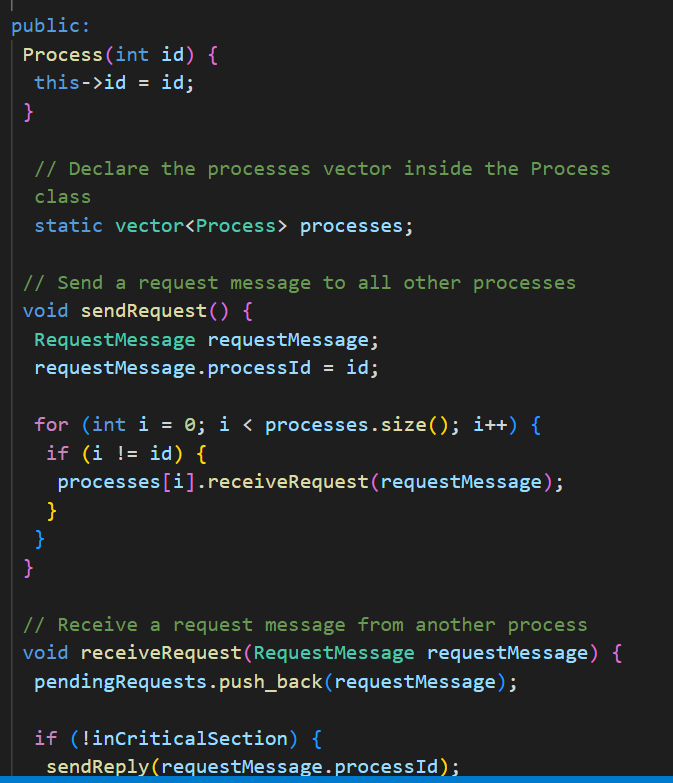 public:
Process(int id) {
this->id = id;
}
// Declare the processes vector inside the Process
class
static vector<Process> processes;
// Send a request message to all other processes
void sendRequest() {
RequestMessage requestMessage;
requestMessage.processId = id;
for (int i = 0; i < processes.size(); i++) {
if (i != id) {
processes[i].receiveRequest(requestMessage);
}
}
}
// Receive a request message from another process
void receiveRequest(RequestMessage requestMessage) {
pendingRequests.push_back(requestMessage);
if (!inCriticalSection) {
sendReply(requestMessage.processId);